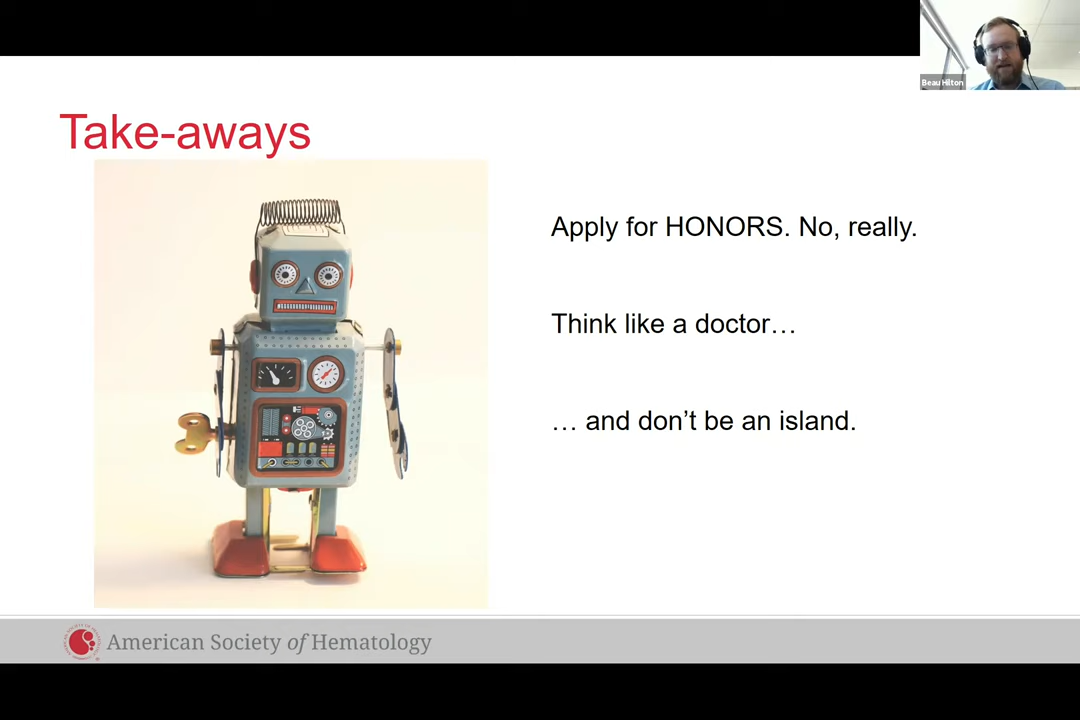 Beau Hilton
Take-aways
Apply for HONORS. No, really.
Think like a doctor…
… and don’t be an island.
American Society of Hematology